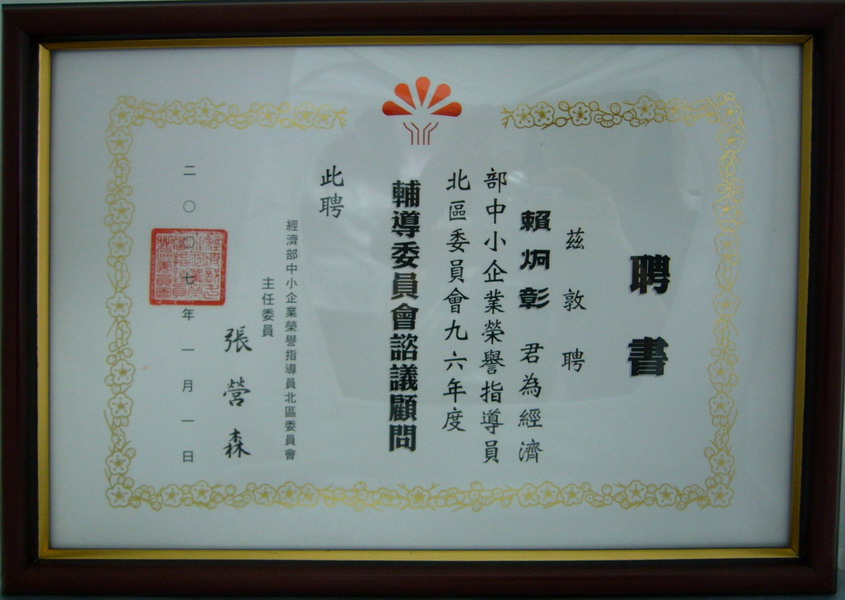 聘書
茲敦聘
賴炯彰 君為經濟
部中小企業榮譽指導員
北區委員會九六年度
輔導委員會諮議顧問
此聘
經濟部中小企業榮譽指導員北區委員會
主任委員
張營森
二〇〇七年一月一日